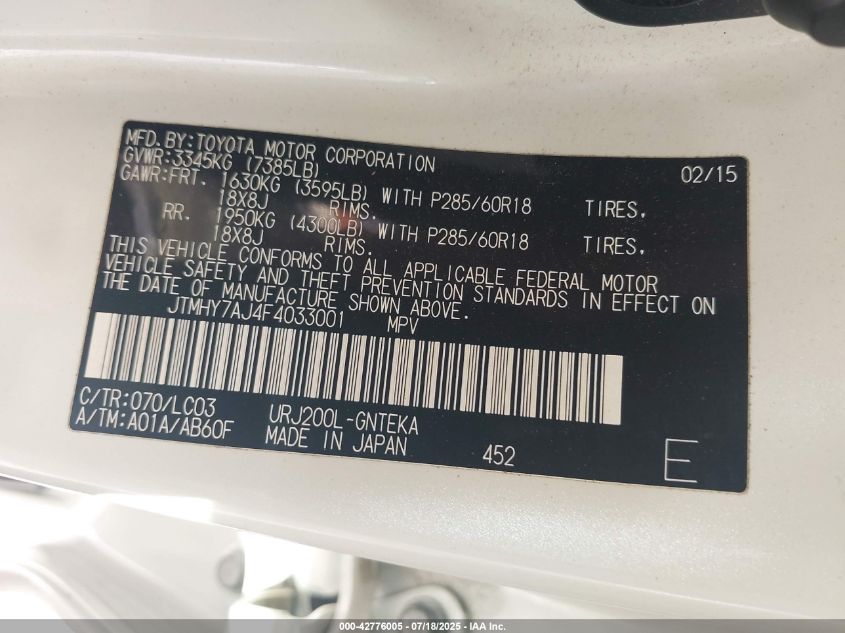 MFD. BY: TOYOTA MOTOR CORPORATION 02/15
GVWR: 3345KG (7385LB)
GAWR: FRT. 1630KG (3595LB) WITH P285/60R18 TIRES,
18X8J RIMS.
RR. 1950KG (4300LB) WITH P285/60R18 TIRES,
18X8J RIMS.
THIS VEHICLE CONFORMS TO ALL APPLICABLE FEDERAL MOTOR
VEHICLE SAFETY AND THEFT PREVENTION STANDARDS IN EFFECT ON
THE DATE OF MANUFACTURE SHOWN ABOVE.
JTMHY7AJ4F4033001 MPV
C/TR: 070/LC03 URJ200L-GNTEKA
A/TM: A01A/AB60F MADE IN JAPAN 452 E
000-42776005 - 07/18/2025 - IAA Inc.